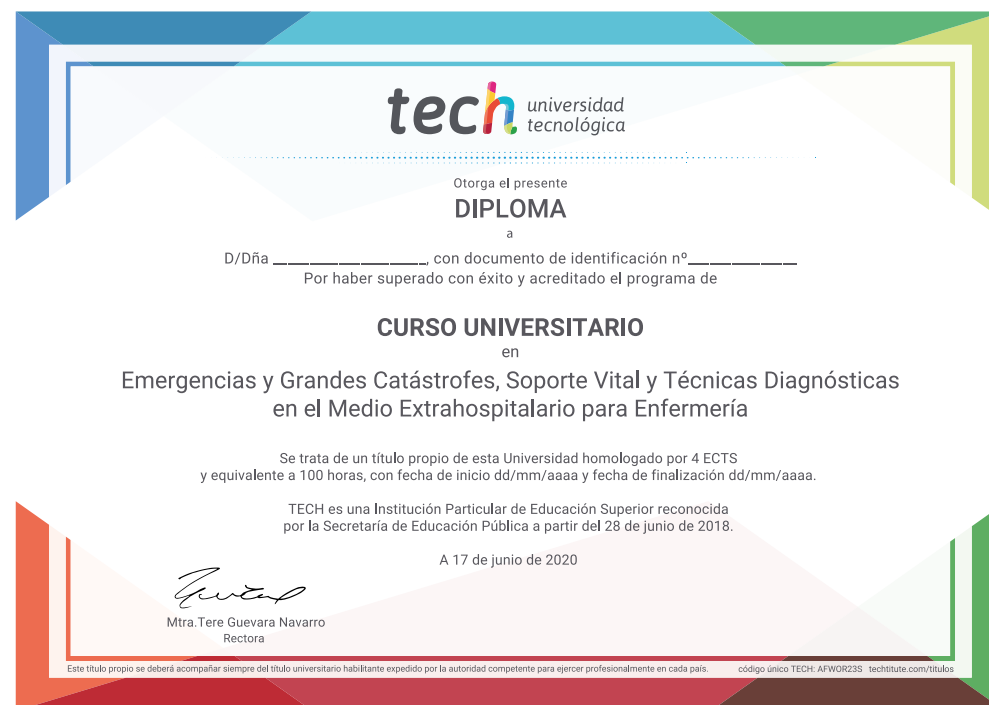 tech universidad
tecnológica
Otorga el presente
DIPLOMA
a
D/Dña ____________________, con documento de identificación nº______________
Por haber superado con éxito y acreditado el programa de
CURSO UNIVERSITARIO
en
Emergencias y Grandes Catástrofes, Soporte Vital y Técnicas Diagnósticas
en el Medio Extrahospitalario para Enfermería
Se trata de un título propio de esta Universidad homologado por 4 ECTS
y equivalente a 100 horas, con fecha de inicio dd/mm/aaaa y fecha de finalización dd/mm/aaaa.
TECH es una Institución Particular de Educación Superior reconocida
por la Secretaría de Educación Pública a partir del 28 de junio de 2018.
A 17 de junio de 2020
Mtra.Tere Guevara Navarro
Rectora
Este título propio se deberá acompañar siempre del título universitario habilitante expedido por la autoridad competente para ejercer profesionalmente en cada país. código único TECH: AFWOR23S techtitute.com/titulos